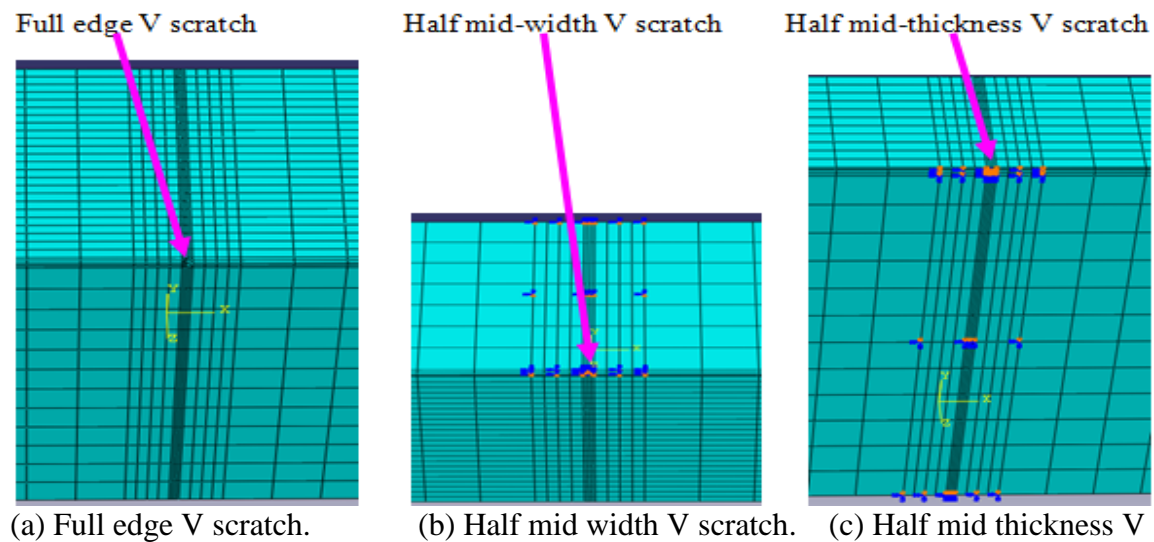 Full edge V scratch
Half mid-width V scratch
Half mid-thickness V scratch
Y
X
Z
X
Y
X
Z
(a) Full edge V scratch.
(b) Half mid width V scratch.
(c) Half mid thickness V